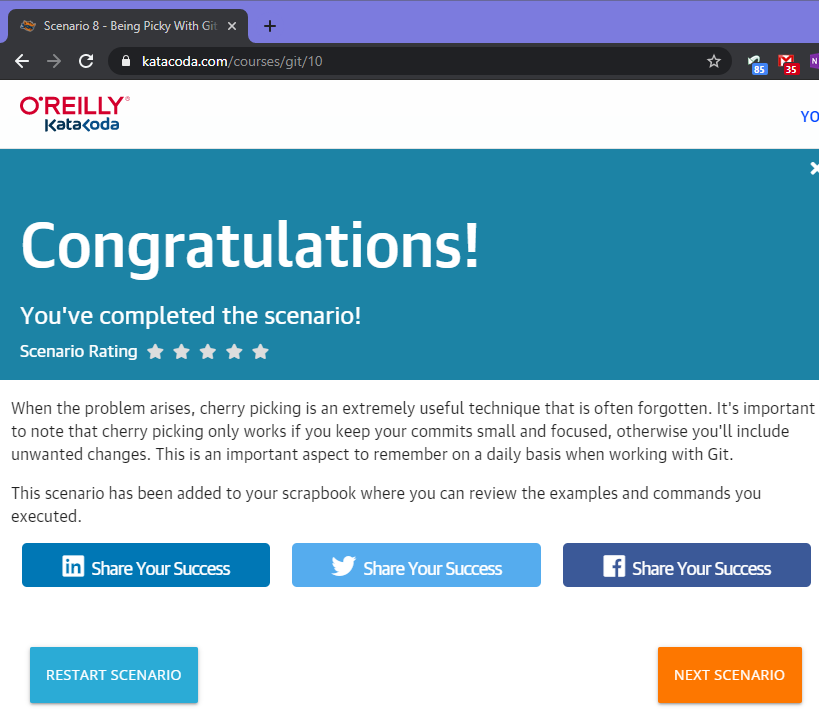 Scenario 8 - Being Picky With Git
katacoda.com/courses/git/10
85
35
N
O'REILLY®
KataKoda
YO
Congratulations!
You've completed the scenario!
Scenario Rating
When the problem arises, cherry picking is an extremely useful technique that is often forgotten. It's important
to note that cherry picking only works if you keep your commits small and focused, otherwise you'll include
unwanted changes. This is an important aspect to remember on a daily basis when working with Git.
This scenario has been added to your scrapbook where you can review the examples and commands you
executed.
in Share Your Success
Share Your Success
f Share Your Success
RESTART SCENARIO
NEXT SCENARIO